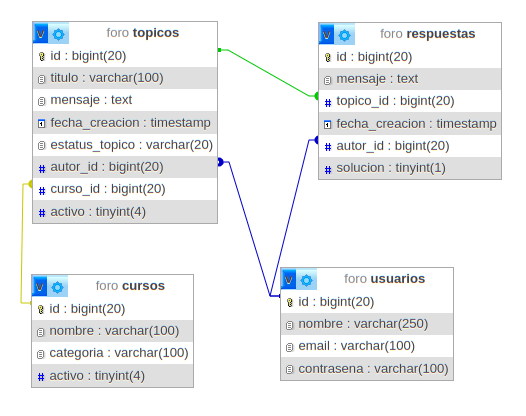 foro topicos
id : bigint(20)
titulo : varchar(100)
mensaje : text
fecha_creacion : timestamp
estatus_topico : varchar(20)
autor_id : bigint(20)
curso_id : bigint(20)
activo : tinyint(4)
foro respuestas
id : bigint(20)
mensaje : text
topico_id : bigint(20)
fecha_creacion : timestamp
autor_id : bigint(20)
solucion : tinyint(1)
foro cursos
id : bigint(20)
nombre : varchar(100)
categoria : varchar(100)
activo : tinyint(4)
foro usuarios
id : bigint(20)
nombre : varchar(250)
email : varchar(100)
contrasena : varchar(100)